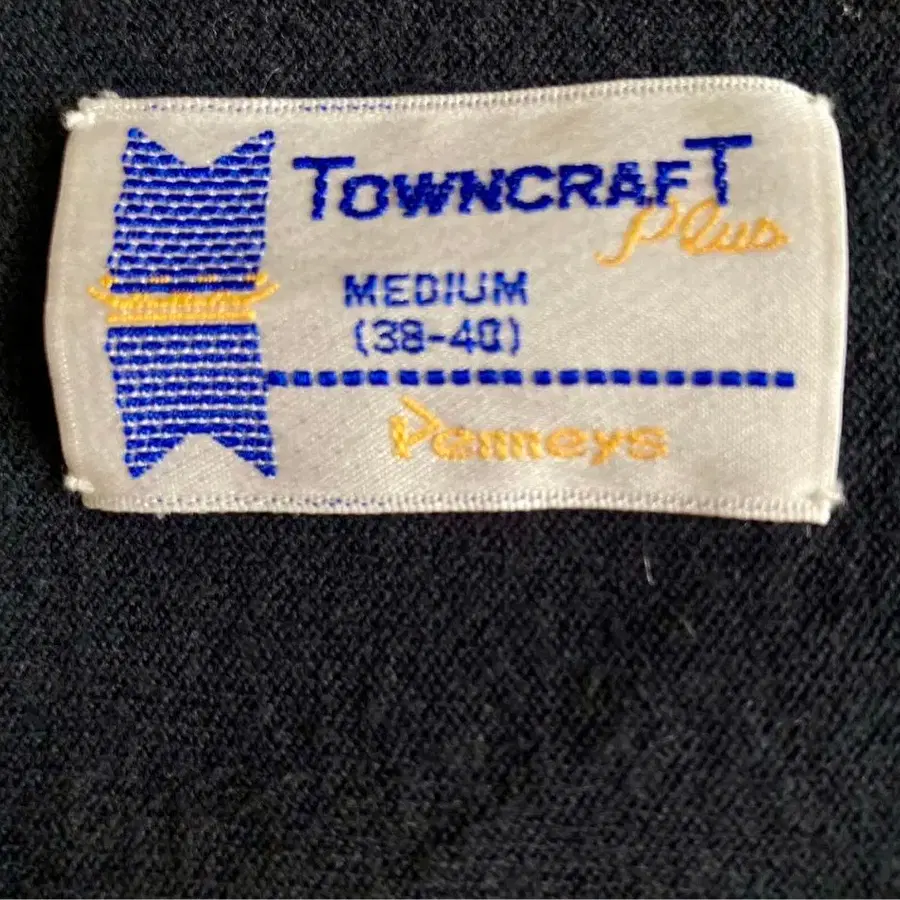 TOWNCRAFT
Plus
MEDIUM
(38-40)
Penneys